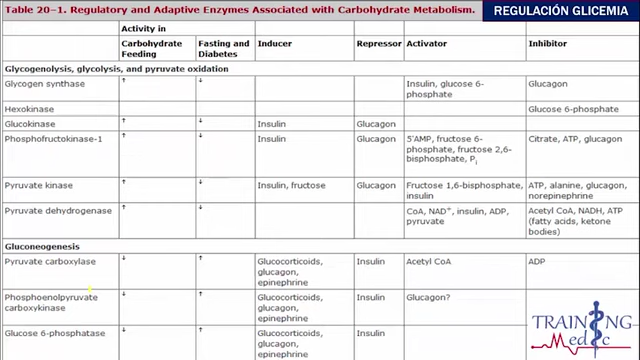 Table 20–1. Regulatory and Adaptive Enzymes Associated with Carbohydrate Metabolism.
REGULACIÓN GLICEMIA
Activity in
Carbohydrate Feeding | Fasting and Diabetes | Inducer | Repressor | Activator | Inhibitor
Glycogenolysis, glycolysis, and pyruvate oxidation
Glycogen synthase | ↑ | ↓ | | | Insulin, glucose 6-phosphate | Glucagon
Hexokinase | | | | | | Glucose 6-phosphate
Glucokinase | ↑ | ↓ | Insulin | Glucagon
Phosphofructokinase-1 | ↑ | ↓ | Insulin | Glucagon | 5'AMP, fructose 6-phosphate, fructose 2,6-bisphosphate, Pi | Citrate, ATP, glucagon
Pyruvate kinase | ↑ | ↓ | Insulin, fructose | Glucagon | Fructose 1,6-bisphosphate, insulin | ATP, alanine, glucagon, norepinephrine
Pyruvate dehydrogenase | ↑ | ↓ | | | CoA, NAD+, insulin, ADP, pyruvate | Acetyl CoA, NADH, ATP (fatty acids, ketone bodies)
Gluconeogenesis
Pyruvate carboxylase | ↓ | ↑ | Glucocorticoids, glucagon, epinephrine | Insulin | Acetyl CoA | ADP
Phosphoenolpyruvate carboxykinase | ↓ | ↑ | Glucocorticoids, glucagon, epinephrine | Insulin | Glucagon?
Glucose 6-phosphatase | ↓ | ↑ | Glucocorticoids, glucagon, epinephrine | Insulin
TRAINING
Medic